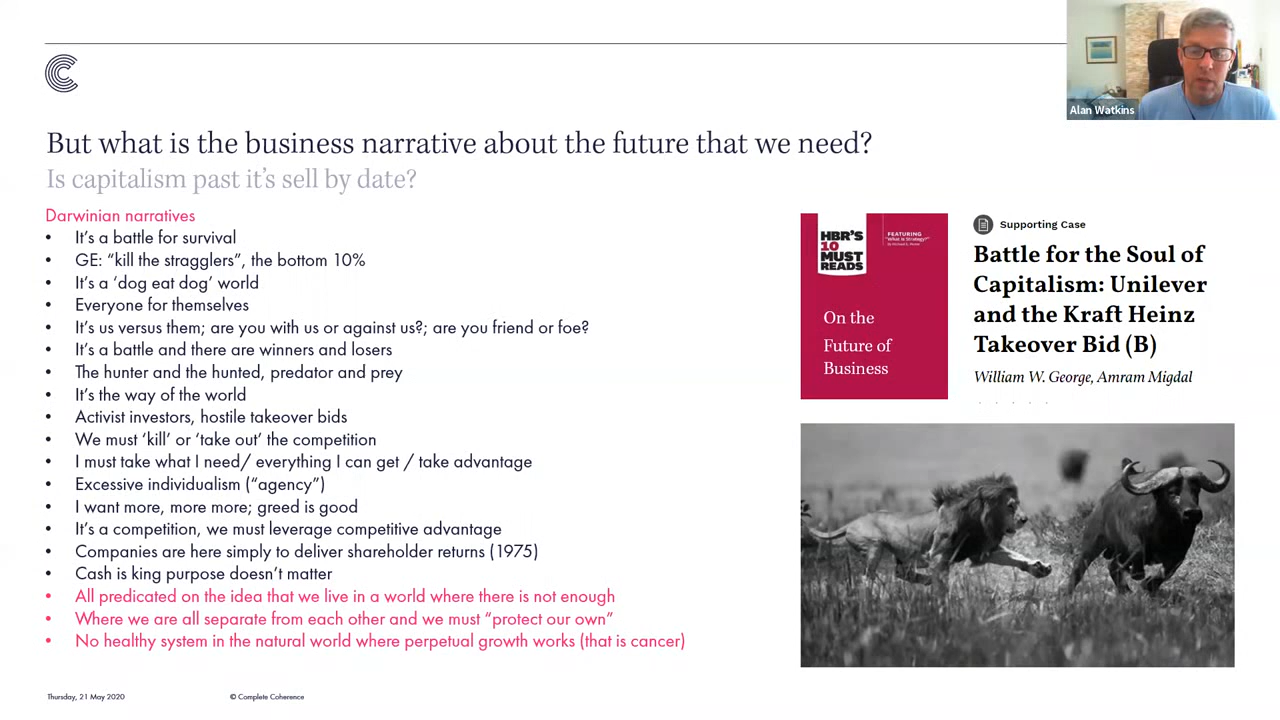 Alan Watkins
But what is the business narrative about the future that we need?
Is capitalism past it's sell by date?
Darwinian narratives
• It's a battle for survival
• GE: "kill the stragglers", the bottom 10%
• It's a 'dog eat dog' world
• Everyone for themselves
• It's us versus them; are you with us or against us?; are you friend or foe?
• It's a battle and there are winners and losers
• The hunter and the hunted, predator and prey
• It's the way of the world
• Activist investors, hostile takeover bids
• We must 'kill' or 'take out' the competition
• I must take what I need/ everything I can get / take advantage
• Excessive individualism ("agency")
• I want more, more more; greed is good
• It's a competition, we must leverage competitive advantage
• Companies are here simply to deliver shareholder returns (1975)
• Cash is king purpose doesn't matter
• All predicated on the idea that we live in a world where there is not enough
• Where we are all separate from each other and we must "protect our own"
• No healthy system in the natural world where perpetual growth works (that is cancer)
HBR'S
10
MUST
READS
FEATURING
"What Is Strategy?"
by Michael E. Porter
On the
Future of
Business
Supporting Case
Battle for the Soul of
Capitalism: Unilever
and the Kraft Heinz
Takeover Bid (B)
William W. George, Amram Migdal
Thursday, 21 May 2020
© Complete Coherence